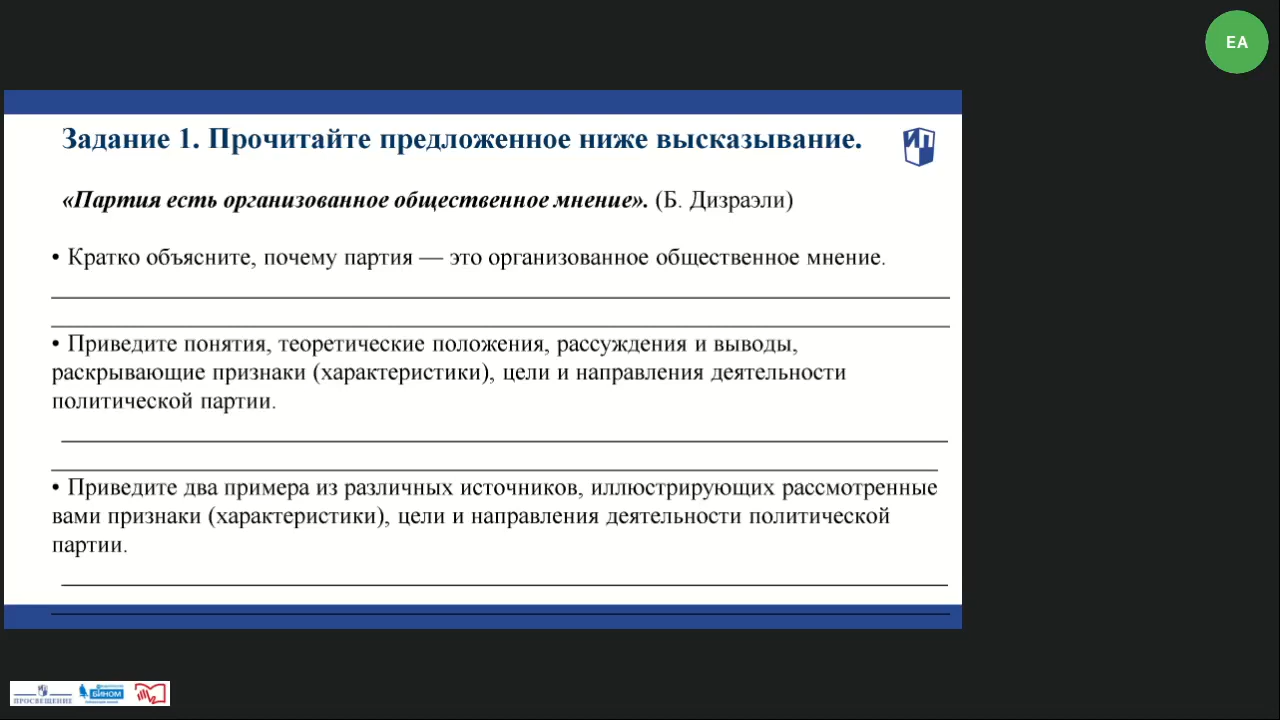 EA
Задание 1. Прочитайте предложенное ниже высказывание.
«Партия есть организованное общественное мнение». (Б. Дизраэли)
• Кратко объясните, почему партия — это организованное общественное мнение.
• Приведите понятия, теоретические положения, рассуждения и выводы,
раскрывающие признаки (характеристики), цели и направления деятельности
политической партии.
• Приведите два примера из различных источников, иллюстрирующих рассмотренные
вами признаки (характеристики), цели и направления деятельности политической
партии.
ПРОСВЕЩЕНИЕ
БИНОМ